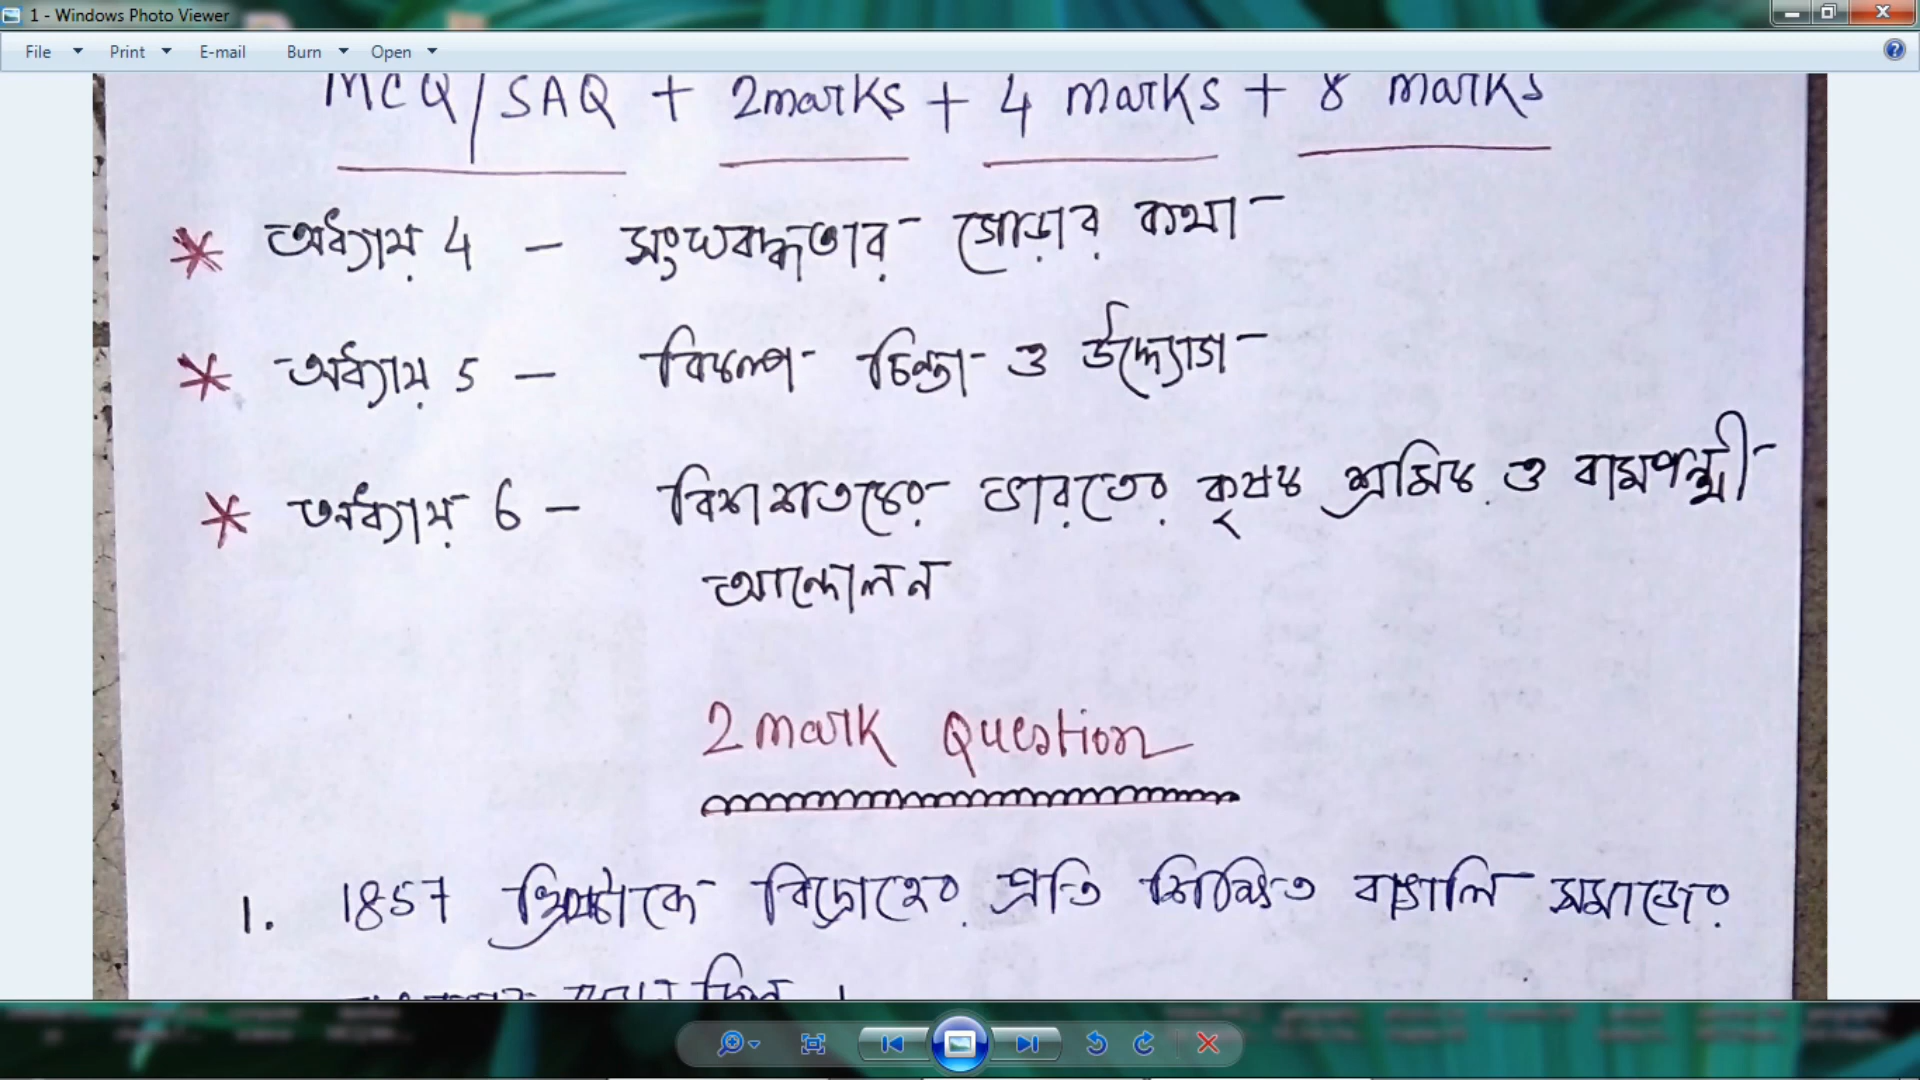 1 - Windows Photo Viewer
File Print E-mail Burn Open
MCQ/SAQ + 2marks + 4 marks + 8 marks
* অধ্যায় 4 - সংঘবদ্ধতার গোড়ার কথা
* অধ্যায় 5 - বিকল্প চিন্তা ও উদ্যোগ
* অধ্যায় 6 - বিশ শতকের ভারতের কৃষক শ্রমিক ও বামপন্থী
আন্দোলন
2 mark Question
1. 1857 খ্রিষ্টাব্দে বিদ্রোহের প্রতি শিক্ষিত বাঙালি সমাজের